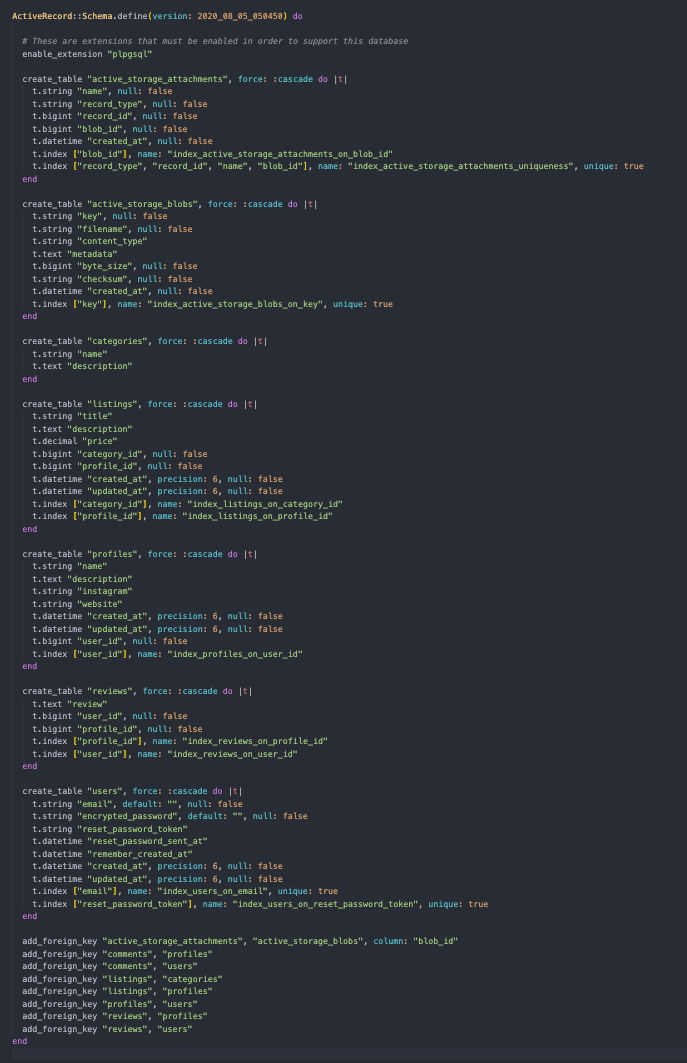 ActiveRecord::Schema.define(version: 2020_08_05_050450) do
# These are extensions that must be enabled in order to support this database
enable_extension "plpgsql"
create_table "active_storage_attachments", force: :cascade do |t|
t.string "name", null: false
t.string "record_type", null: false
t.bigint "record_id", null: false
t.bigint "blob_id", null: false
t.datetime "created_at", null: false
t.index ["blob_id"], name: "index_active_storage_attachments_on_blob_id"
t.index ["record_type", "record_id", "name", "blob_id"], name: "index_active_storage_attachments_uniqueness", unique: true
end
create_table "active_storage_blobs", force: :cascade do |t|
t.string "key", null: false
t.string "filename", null: false
t.string "content_type"
t.text "metadata"
t.bigint "byte_size", null: false
t.string "checksum", null: false
t.datetime "created_at", null: false
t.index ["key"], name: "index_active_storage_blobs_on_key", unique: true
end
create_table "categories", force: :cascade do |t|
t.string "name"
t.text "description"
end
create_table "listings", force: :cascade do |t|
t.string "title"
t.text "description"
t.decimal "price"
t.bigint "category_id", null: false
t.bigint "profile_id", null: false
t.datetime "created_at", precision: 6, null: false
t.datetime "updated_at", precision: 6, null: false
t.index ["category_id"], name: "index_listings_on_category_id"
t.index ["profile_id"], name: "index_listings_on_profile_id"
end
create_table "profiles", force: :cascade do |t|
t.string "name"
t.text "description"
t.string "instagram"
t.string "website"
t.datetime "created_at", precision: 6, null: false
t.datetime "updated_at", precision: 6, null: false
t.bigint "user_id", null: false
t.index ["user_id"], name: "index_profiles_on_user_id"
end
create_table "reviews", force: :cascade do |t|
t.text "review"
t.bigint "user_id", null: false
t.bigint "profile_id", null: false
t.index ["profile_id"], name: "index_reviews_on_profile_id"
t.index ["user_id"], name: "index_reviews_on_user_id"
end
create_table "users", force: :cascade do |t|
t.string "email", default: "", null: false
t.string "encrypted_password", default: "", null: false
t.string "reset_password_token"
t.datetime "reset_password_sent_at"
t.datetime "remember_created_at"
t.datetime "created_at", precision: 6, null: false
t.datetime "updated_at", precision: 6, null: false
t.index ["email"], name: "index_users_on_email", unique: true
t.index ["reset_password_token"], name: "index_users_on_reset_password_token", unique: true
end
add_foreign_key "active_storage_attachments", "active_storage_blobs", column: "blob_id"
add_foreign_key "comments", "profiles"
add_foreign_key "comments", "users"
add_foreign_key "listings", "categories"
add_foreign_key "listings", "profiles"
add_foreign_key "profiles", "users"
add_foreign_key "reviews", "profiles"
add_foreign_key "reviews", "users"
end